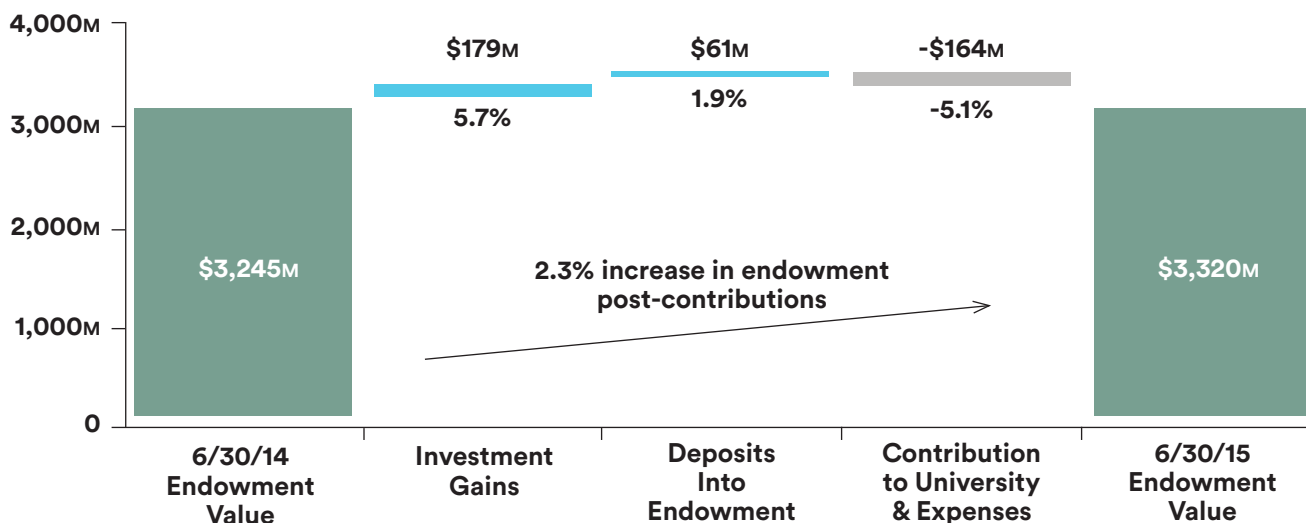 4,000M
3,000M
2,000M
1,000M
0
$179M
5.7%
$61M
1.9%
-$164M
-5.1%
$3,245M
2.3% increase in endowment
post-contributions
$3,320M
6/30/14
Endowment
Value
Investment
Gains
Deposits
Into
Endowment
Contribution
to University
& Expenses
6/30/15
Endowment
Value